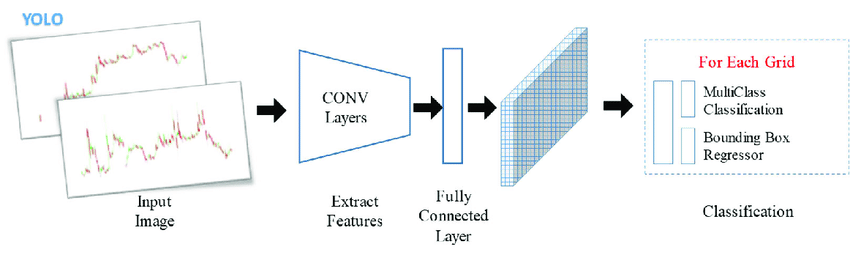 YOLO
CONV
Layers
For Each Grid
MultiClass
Classification
Bounding Box
Regressor
Input
Image
Extract
Features
Fully
Connected
Layer
Classification